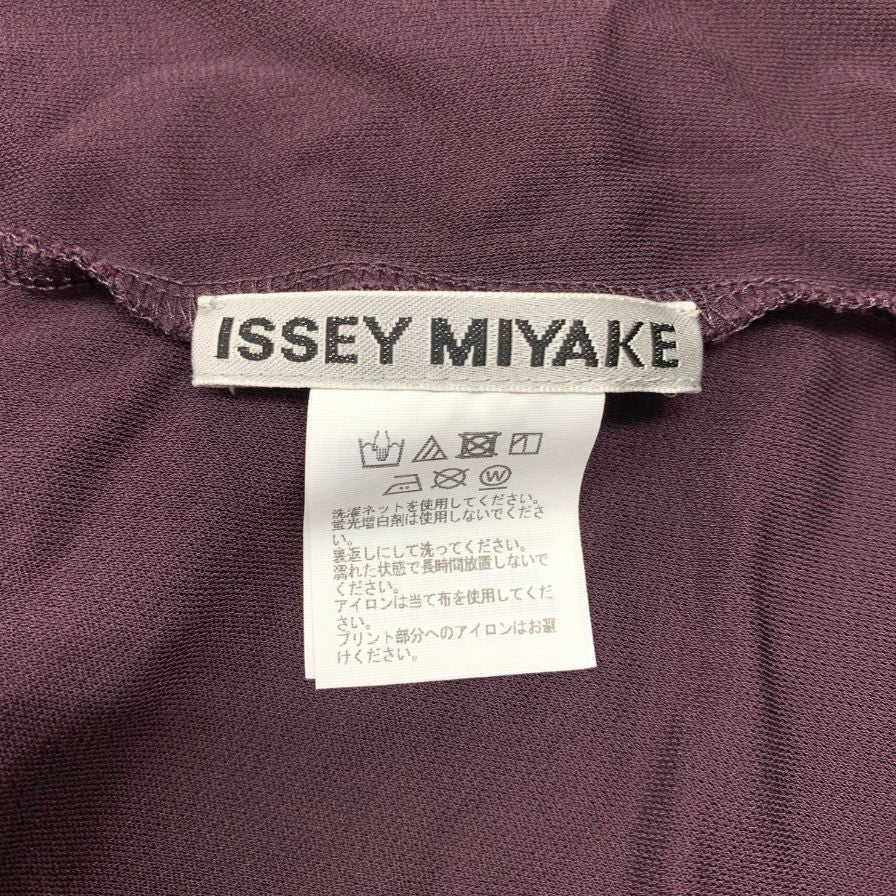 ISSEY MIYAKE
W
洗濯ネットを使用してください。
蛍光増白剤は使用しないでくださ
い。
裏返しにして洗ってください。
濡れた状態で長時間放置しないで
ください。
アイロンは当て布を使用してくだ
さい。
プリント部分へのアイロンはお避
けください。